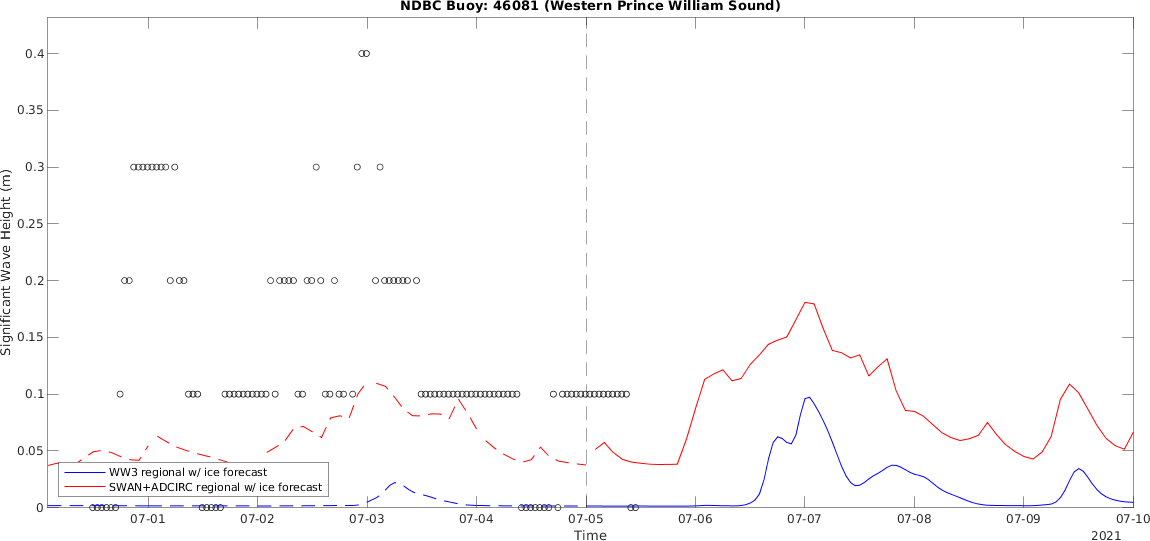 NDBC Buoy: 46081 (Western Prince William Sound)
0.4
0.35
0.3
0.25
0.2
0.15
0.1
0.05
0
Significant Wave Height (m)
WW3 regional w/ ice forecast
SWAN+ADCIRC regional w/ ice forecast
07-01 07-02 07-03 07-04 07-05 07-06 07-07 07-08 07-09 07-10
Time
2021